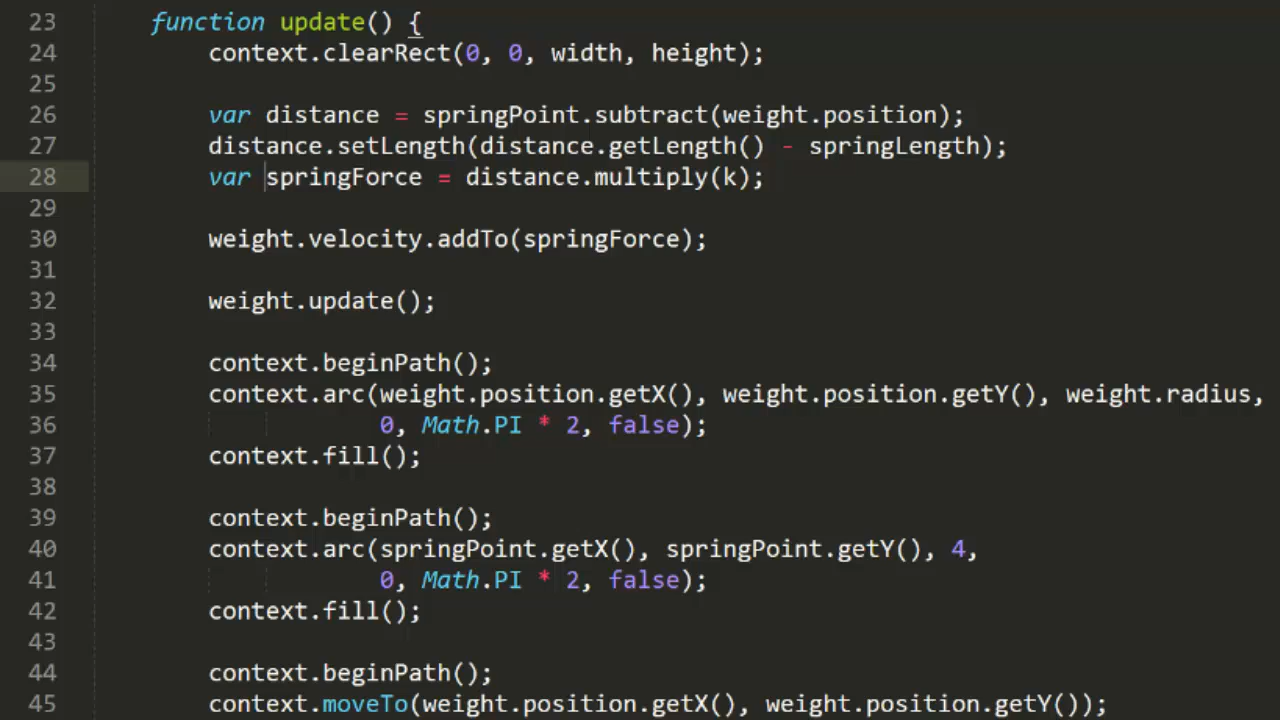 23 function update() {
24 context.clearRect(0, 0, width, height);
25
26 var distance = springPoint.subtract(weight.position);
27 distance.setLength(distance.getLength() - springLength);
28 var springForce = distance.multiply(k);
29
30 weight.velocity.addTo(springForce);
31
32 weight.update();
33
34 context.beginPath();
35 context.arc(weight.position.getX(), weight.position.getY(), weight.radius,
36 0, Math.PI * 2, false);
37 context.fill();
38
39 context.beginPath();
40 context.arc(springPoint.getX(), springPoint.getY(), 4,
41 0, Math.PI * 2, false);
42 context.fill();
43
44 context.beginPath();
45 context.moveTo(weight.position.getX(), weight.position.getY());